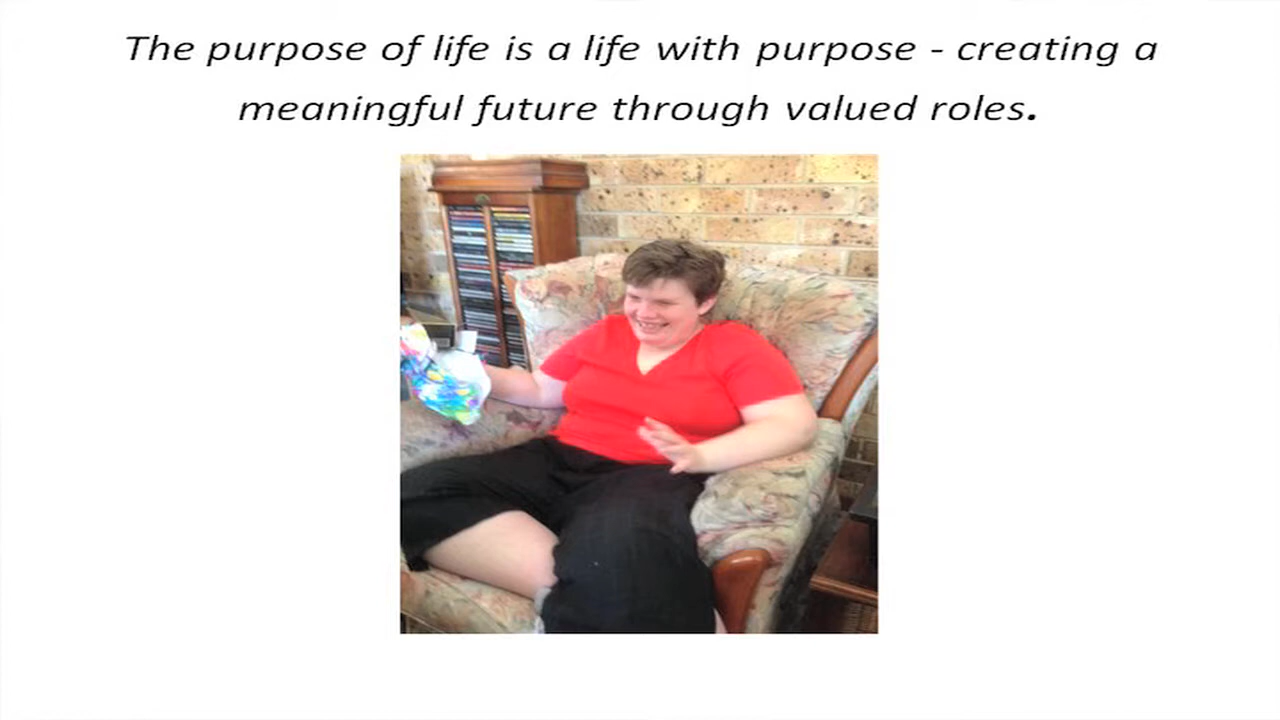 The purpose of life is a life with purpose - creating a
meaningful future through valued roles.